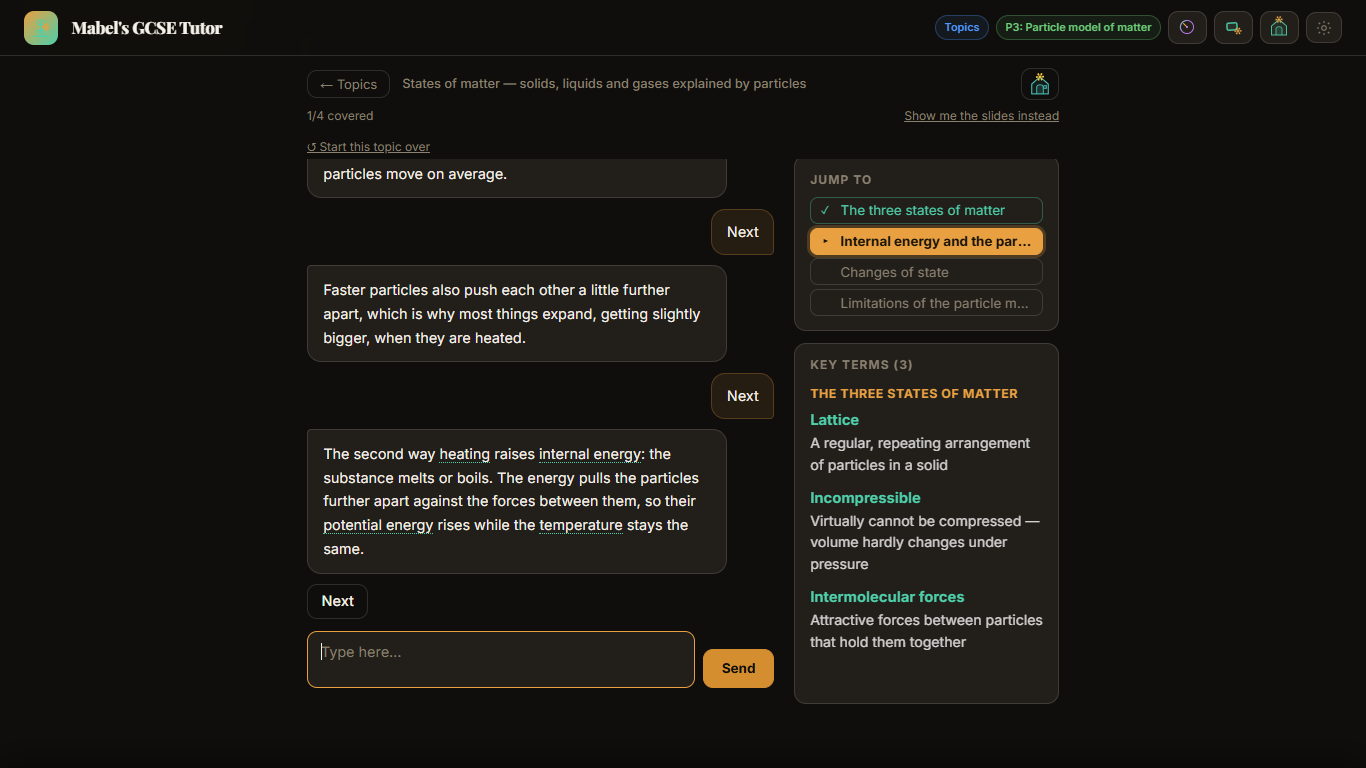 Mabel's GCSE Tutor
Topics
P3: Particle model of matter
← Topics
States of matter — solids, liquids and gases explained by particles
1/4 covered
Show me the slides instead
↺ Start this topic over
particles move on average.
Next
Faster particles also push each other a little further
apart, which is why most things expand, getting slightly
bigger, when they are heated.
Next
The second way heating raises internal energy: the
substance melts or boils. The energy pulls the particles
further apart against the forces between them, so their
potential energy rises while the temperature stays the
same.
Next
Type here...
Send
JUMP TO
✓ The three states of matter
▸ Internal energy and the par...
Changes of state
Limitations of the particle m...
KEY TERMS (3)
THE THREE STATES OF MATTER
Lattice
A regular, repeating arrangement
of particles in a solid
Incompressible
Virtually cannot be compressed —
volume hardly changes under
pressure
Intermolecular forces
Attractive forces between particles
that hold them together